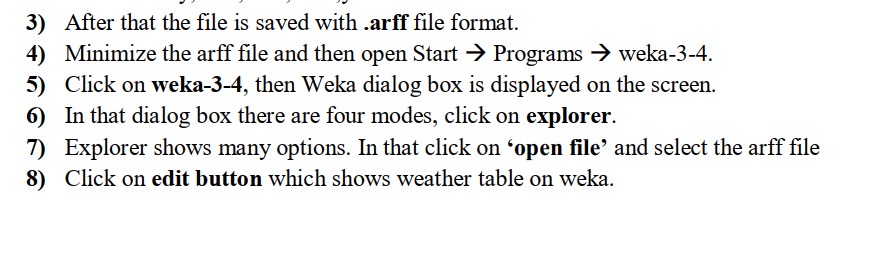 3) After that the file is saved with .arff file format.
4) Minimize the arff file and then open Start → Programs → weka-3-4.
5) Click on weka-3-4, then Weka dialog box is displayed on the screen.
6) In that dialog box there are four modes, click on explorer.
7) Explorer shows many options. In that click on ‘open file’ and select the arff file
8) Click on edit button which shows weather table on weka.